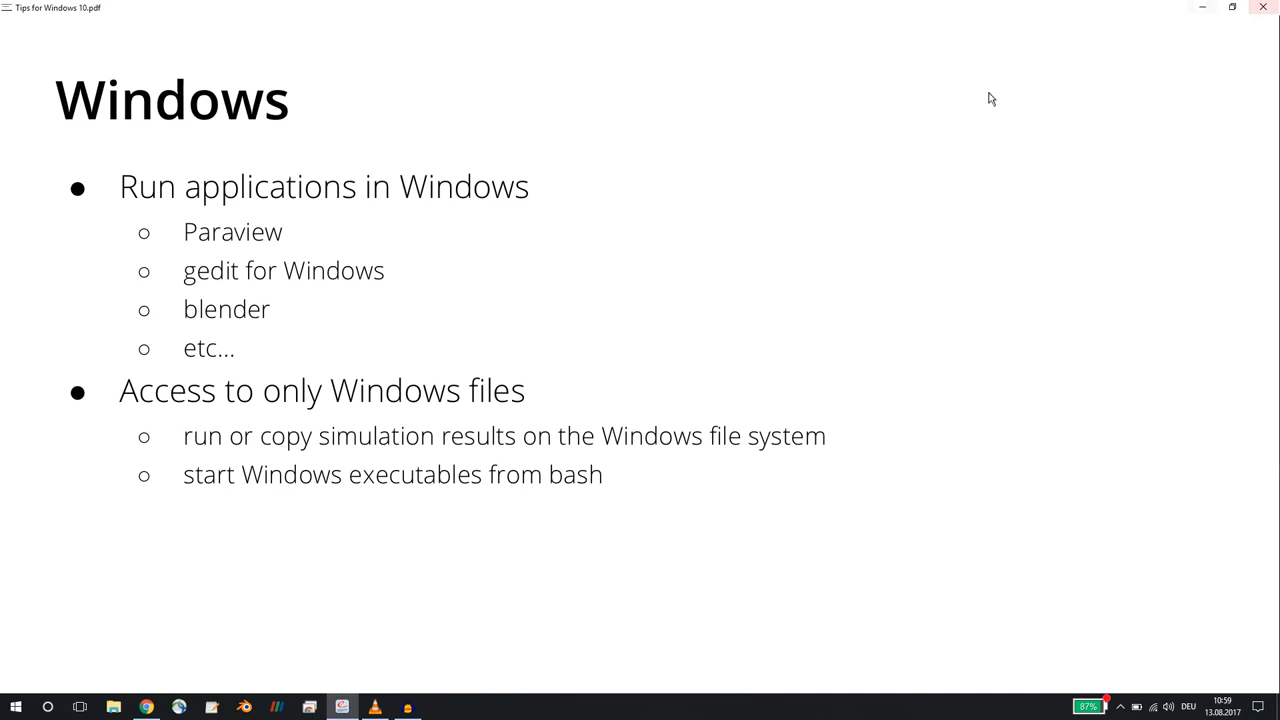 Tips for Windows 10.pdf
Windows
● Run applications in Windows
○ Paraview
○ gedit for Windows
○ blender
○ etc...
● Access to only Windows files
○ run or copy simulation results on the Windows file system
○ start Windows executables from bash
87%
DEU
10:59
13.08.2017